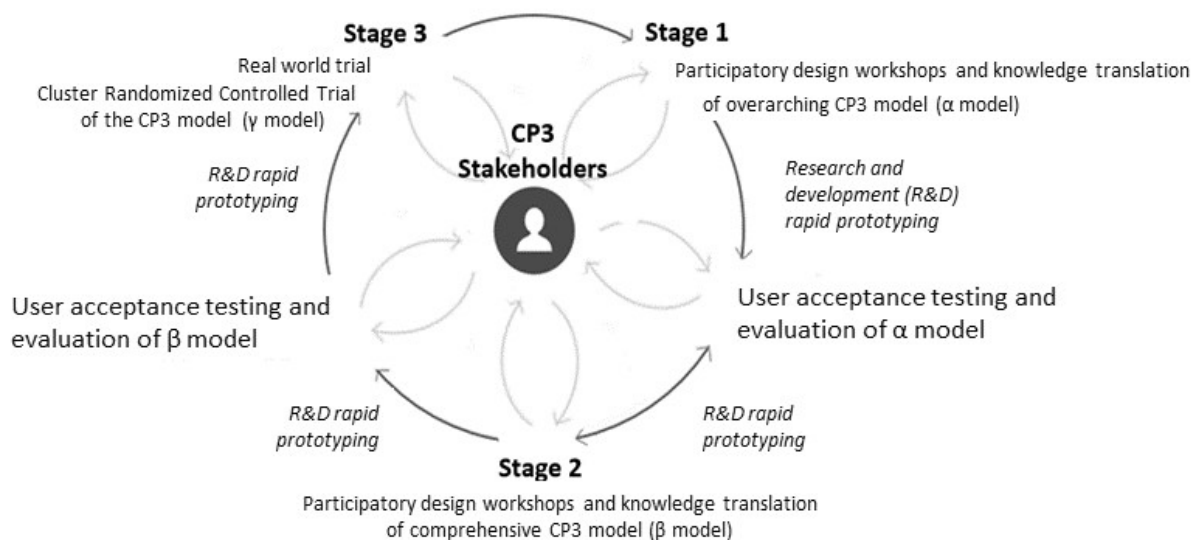 Stage 3
Real world trial
Cluster Randomized Controlled Trial
of the CP3 model (γ model)
Stage 1
Participatory design workshops and knowledge translation
of overarching CP3 model (α model)
CP3
Stakeholders
R&D rapid
prototyping
Research and
development (R&D)
rapid prototyping
User acceptance testing and
evaluation of β model
User acceptance testing and
evaluation of α model
R&D rapid
prototyping
R&D rapid
prototyping
Stage 2
Participatory design workshops and knowledge translation
of comprehensive CP3 model (β model)